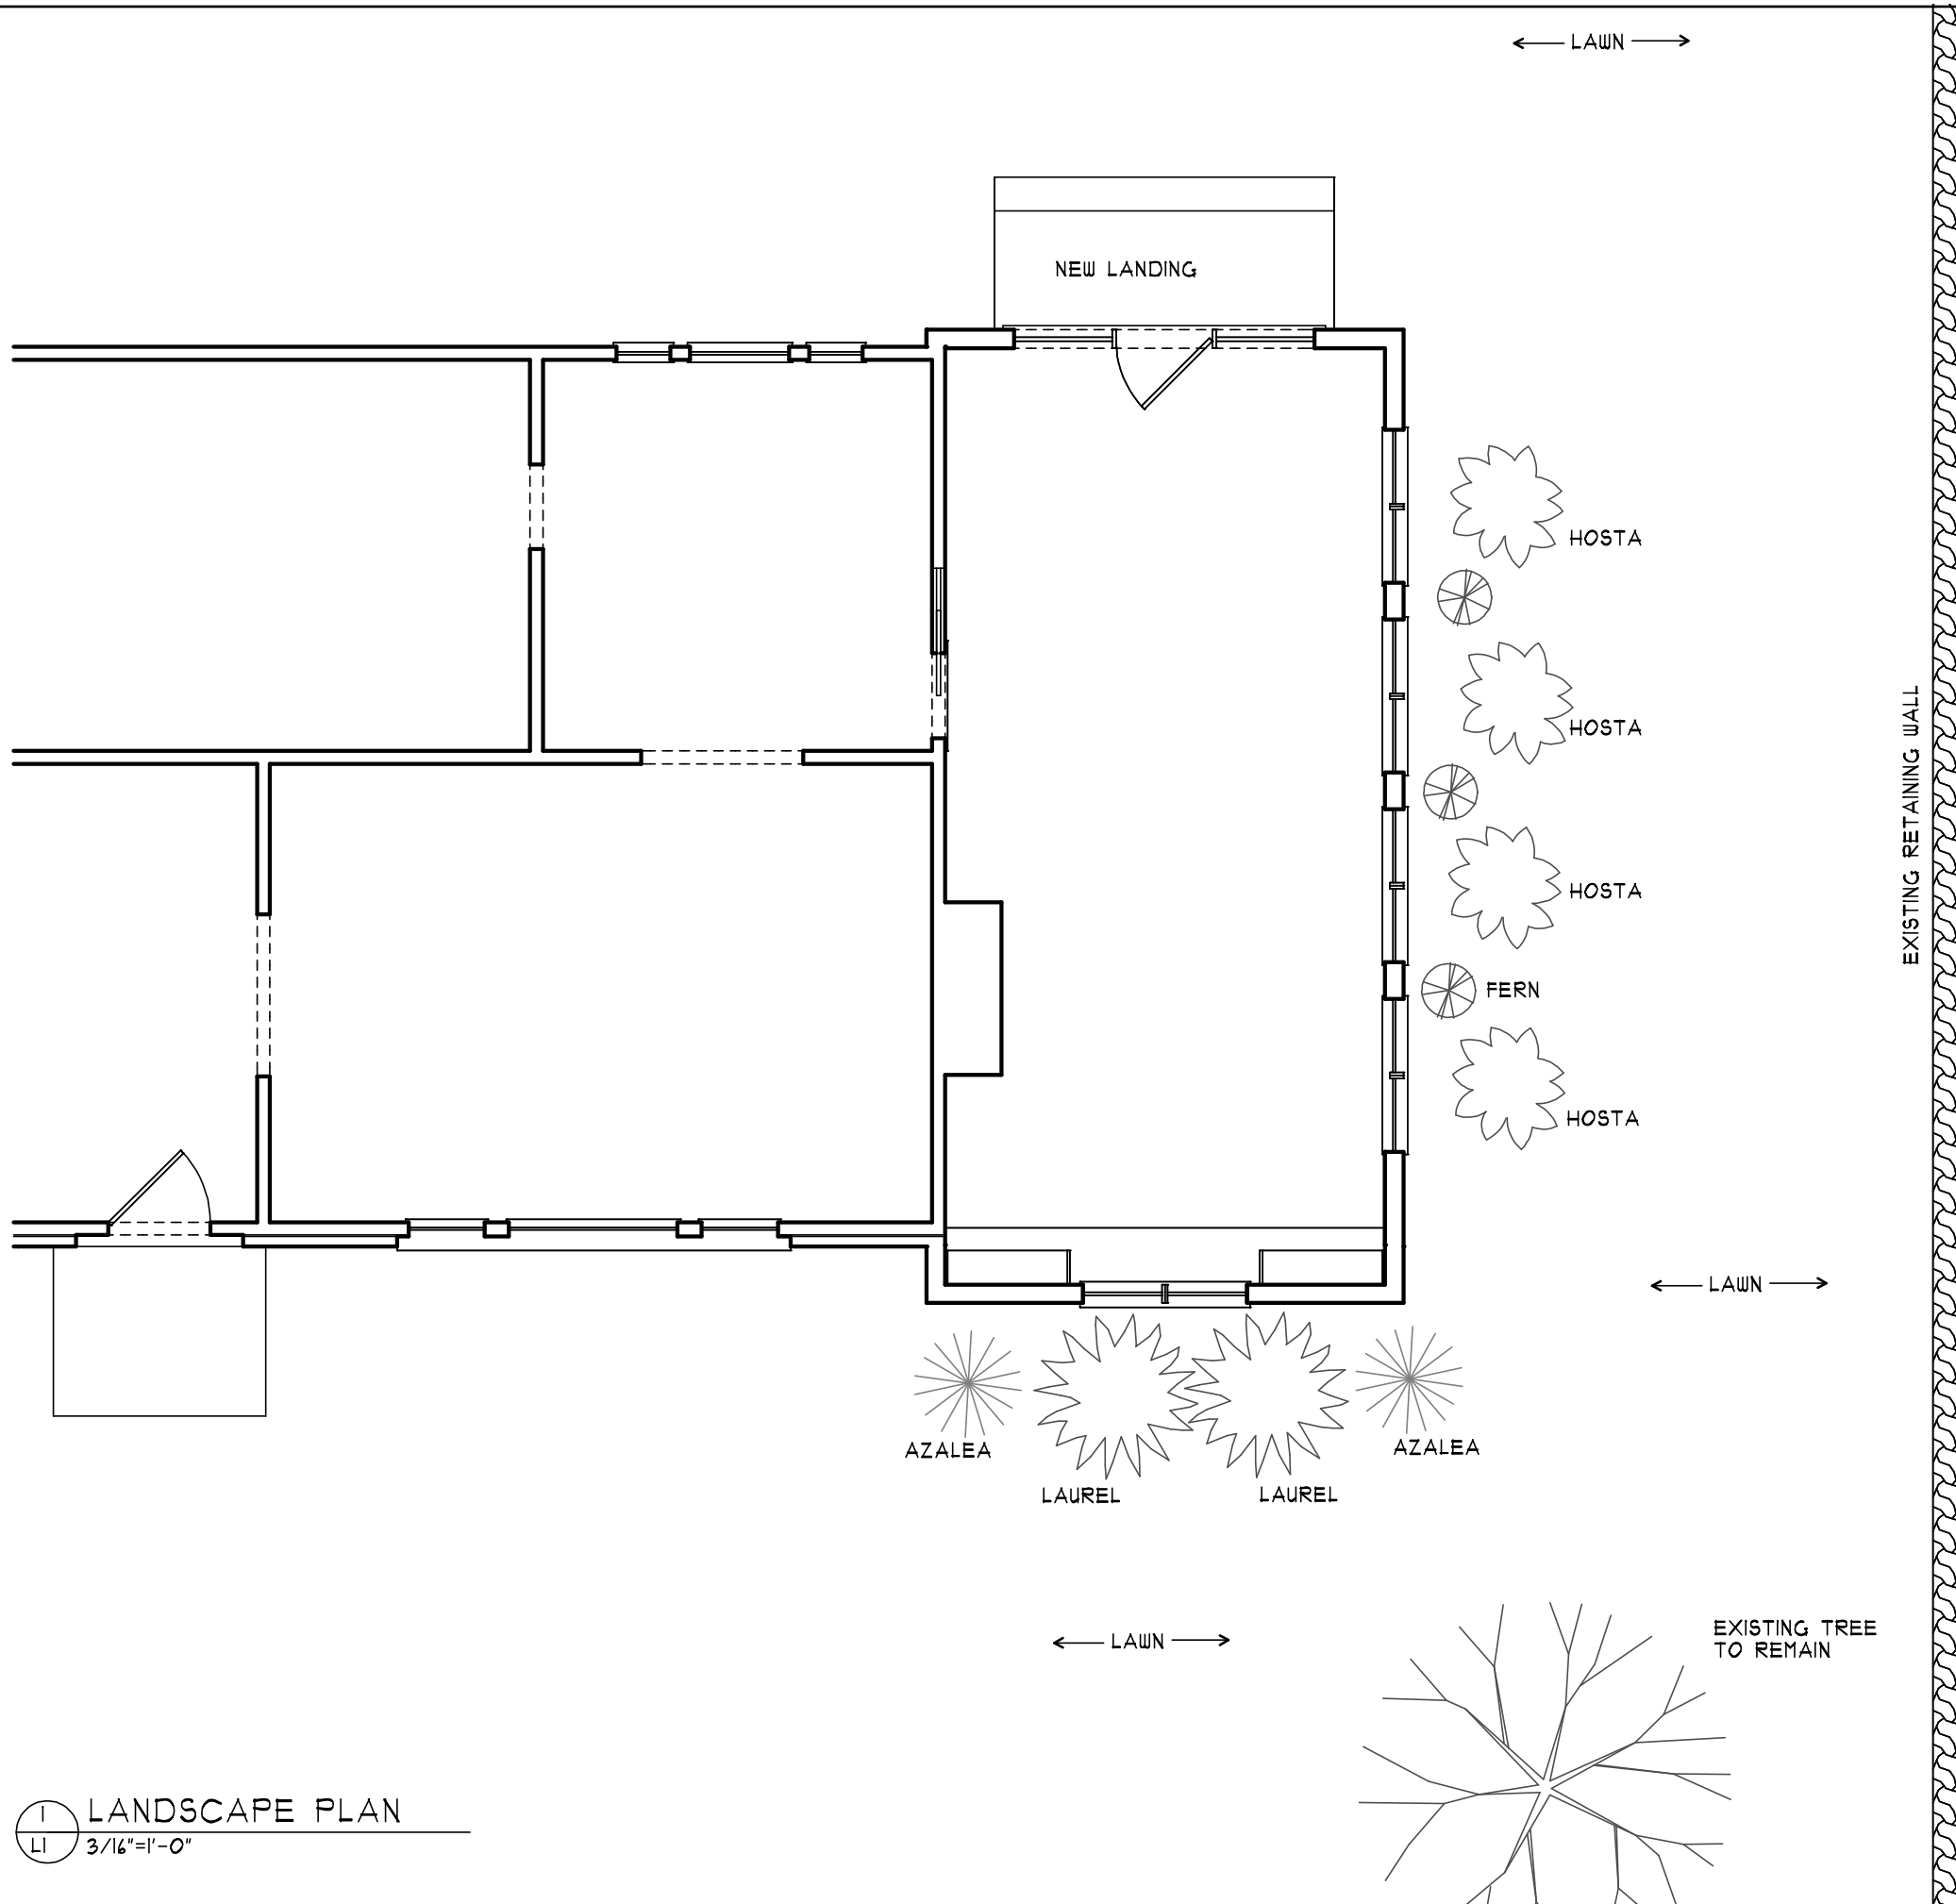 LAWN
NEW LANDING
HOSTA
HOSTA
EXISTING RETAINING WALL
HOSTA
FERN
HOSTA
LAWN
AZALEA
AZALEA
LAUREL
LAUREL
LAWN
EXISTING TREE
TO REMAIN
1
LANDSCAPE PLAN
L1
3/16"=1'-0"